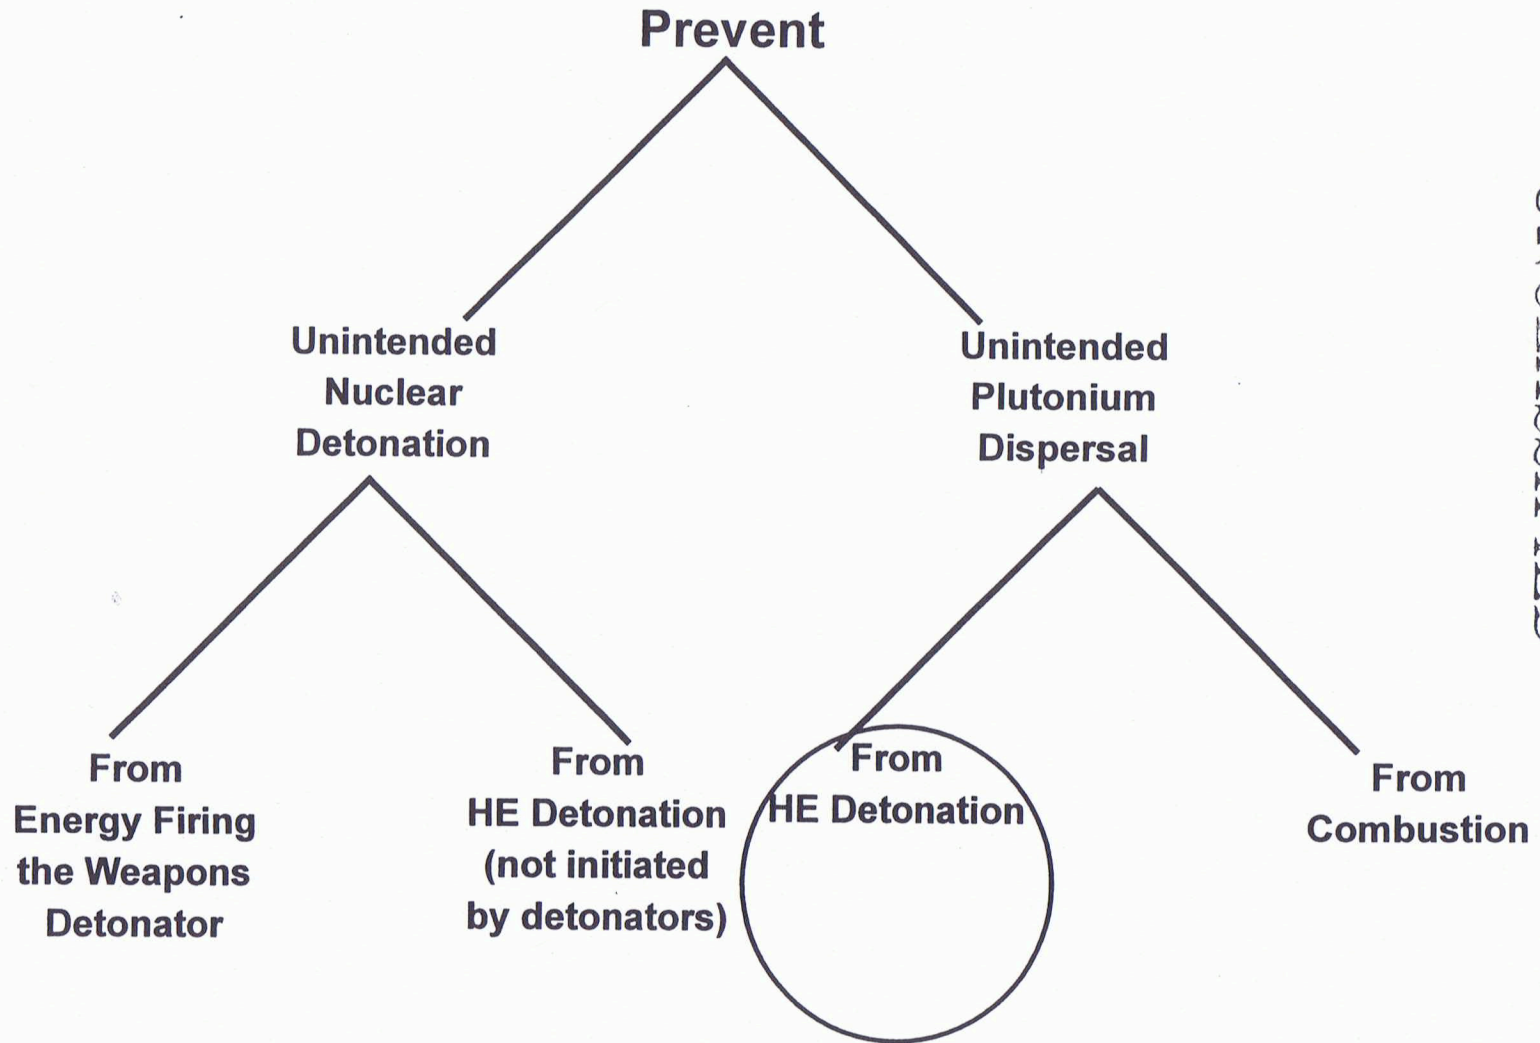 Prevent
Unintended
Nuclear
Detonation
Unintended
Plutonium
Dispersal
From
Energy Firing
the Weapons
Detonator
From
HE Detonation
(not initiated
by detonators)
From
HE Detonation
From
Combustion